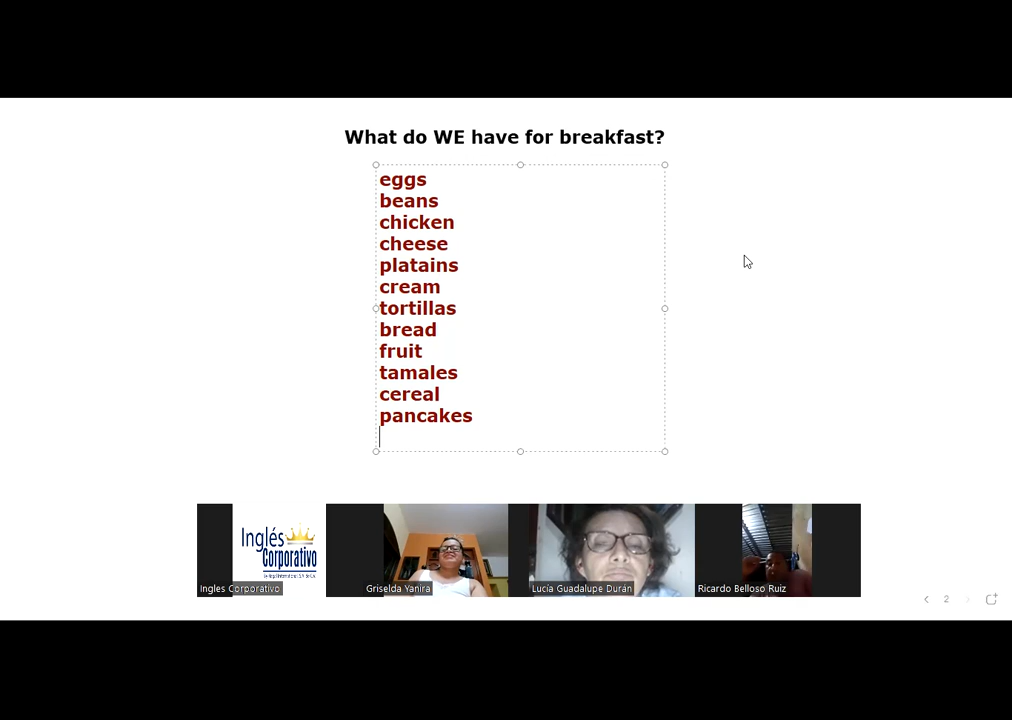 What do WE have for breakfast?
eggs
beans
chicken
cheese
platains
cream
tortillas
bread
fruit
tamales
cereal
pancakes
Inglés
Corporativo
Ingles Corporativo
Griselda Yanira
Lucía Guadalupe Durán
Ricardo Belloso Ruiz
2